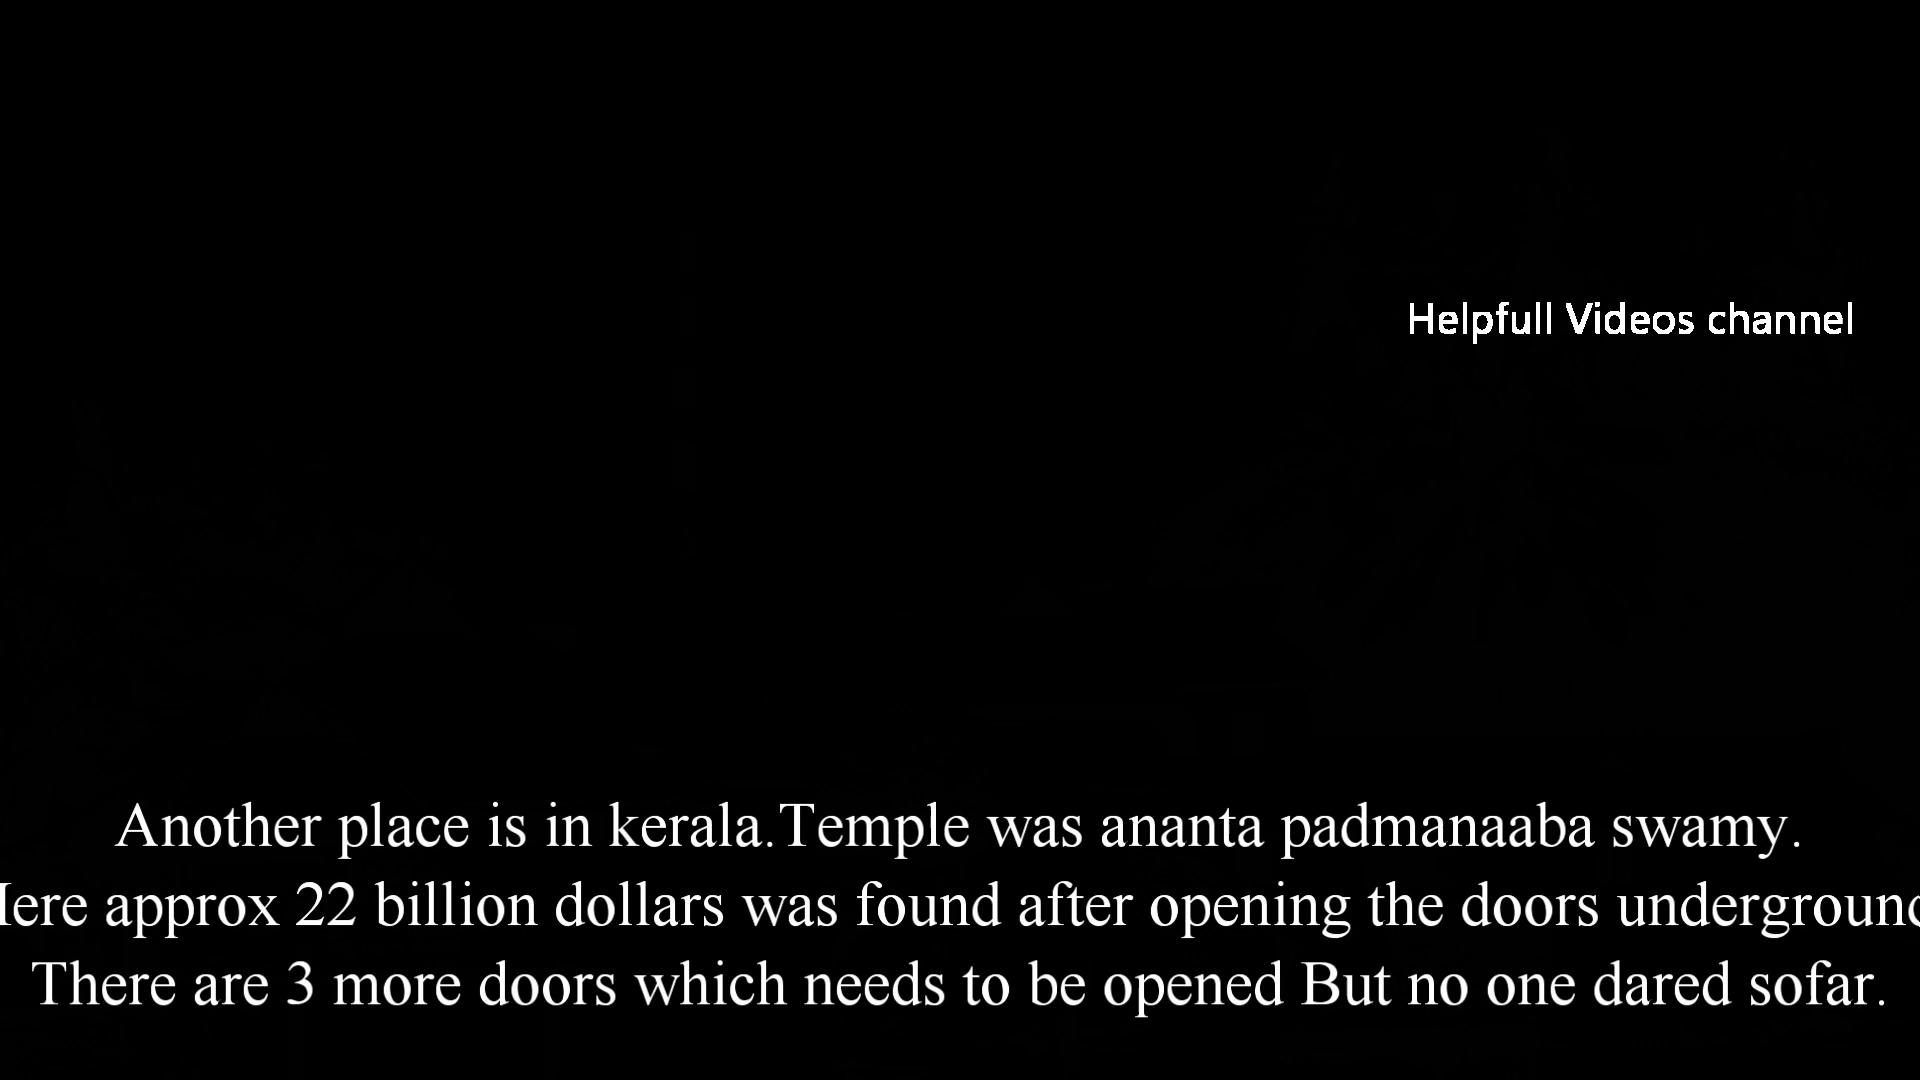 Helpfull Videos channel
Another place is in kerala.Temple was ananta padmanaaba swamy.
Here approx 22 billion dollars was found after opening the doors underground
There are 3 more doors which needs to be opened But no one dared sofar.